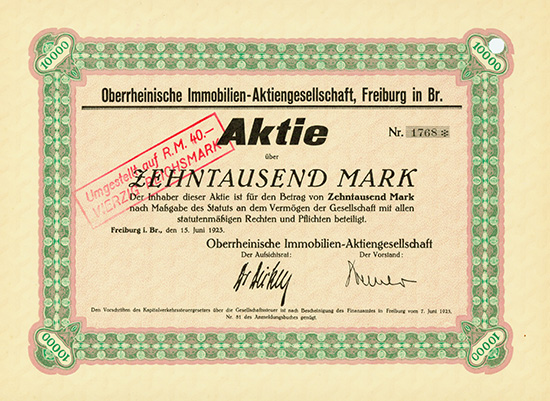 10000
10000
Oberrheinische Immobilien-Aktiengesellschaft, Freiburg in Br.
Aktie
Nr. 1768 *
Umgestellt auf R.M. 40.—
VIERZIG REICHSMARK
über
ZEHNTAUSEND MARK
Der Inhaber dieser Aktie ist für den Betrag von Zehntausend Mark
nach Maßgabe des Statuts an dem Vermögen der Gesellschaft mit allen
statutenmäßigen Rechten und Pflichten beteiligt.
Freiburg i. Br., den 15. Juni 1923.
Oberrheinische Immobilien-Aktiengesellschaft
Der Aufsichtsrat:
Der Vorstand:
Den Vorschriften des Kapitalverkehrssteuergesetzes über die Gesellschaftssteuer ist nach Bescheinigung des Finanzamtes in Freiburg vom 7. Juni 1923,
Nr. 81 des Anmeldungsbuches genügt.
10000
10000